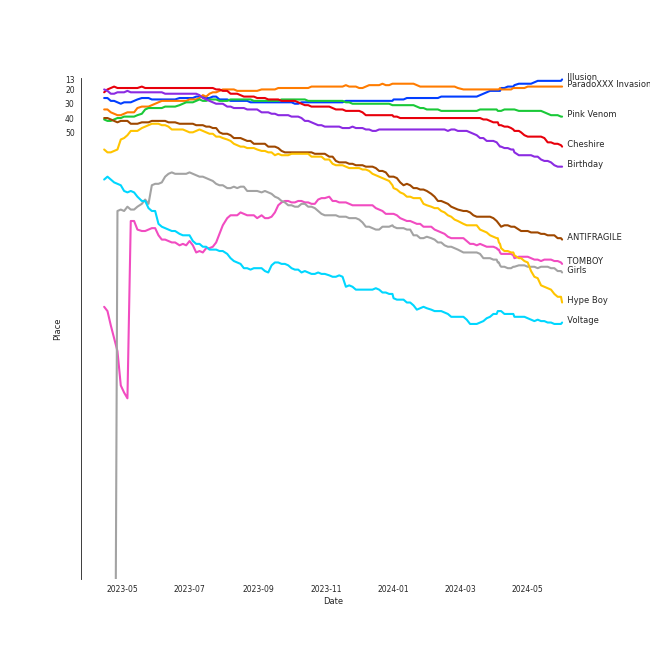 13
20
30
40
50
Place
Illusion
ParadoXXX Invasion
Pink Venom
Cheshire
Birthday
ANTIFRAGILE
TOMBOY
Girls
Hype Boy
Voltage
2023-05 2023-07 2023-09 2023-11 2024-01 2024-03 2024-05
Date